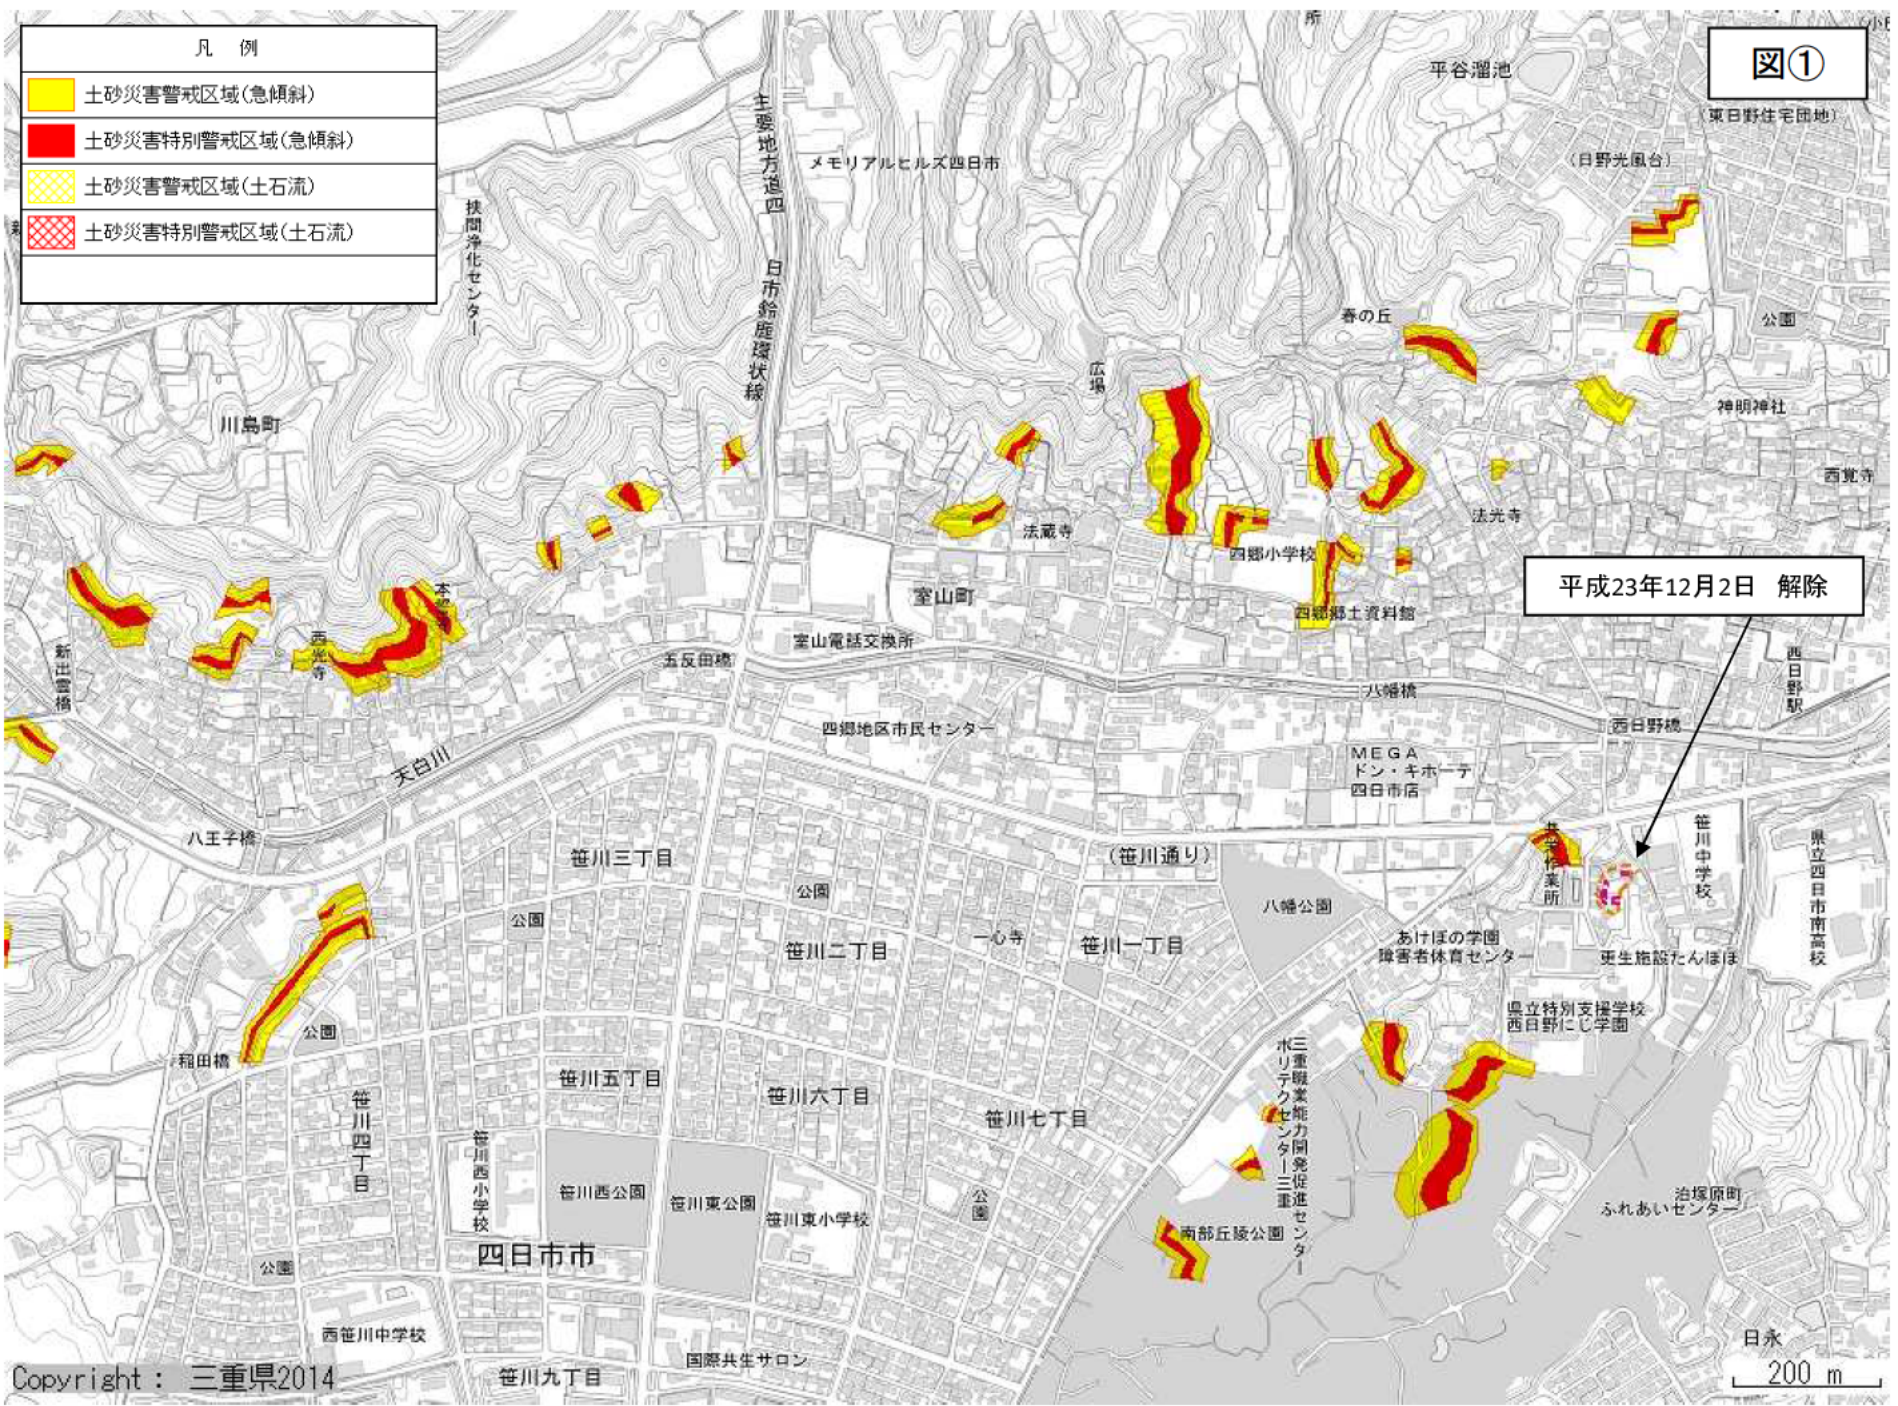 凡 例
土砂災害警戒区域(急傾斜)
土砂災害特別警戒区域(急傾斜)
土砂災害警戒区域(土石流)
土砂災害特別警戒区域(土石流)
図①
所
平谷溜池
(東日野住宅団地)
(日野光風台)
主要地方道四
日市鈴鹿環状線
メモリアルヒルズ四日市
狭間浄化センター
春の丘
公園
広場
川島町
神明神社
西覚寺
法蔵寺
法光寺
四郷小学校
平成23年12月2日 解除
室山町
四郷郷土資料館
室山電話交換所
西光寺
新出雲橋
五反田橋
八幡橋
西日野駅
西日野橋
四郷地区市民センター
天白川
MEGA
ドン・キホーテ
四日市店
八王子橋
笹川三丁目
(笹川通り)
笹川中学校
県立四日市南高校
公園
公園
八幡公園
一心寺
笹川二丁目
笹川一丁目
あけぼの学園
障害者体育センター
更生施設たんぽぽ
県立特別支援学校
西日野にじ学園
公園
稲田橋
笹川五丁目
笹川六丁目
笹川七丁目
笹川四丁目
三重職業能力開発促進センター
ポリテクセンター三重
笹川西小学校
笹川西公園
笹川東公園
笹川東小学校
公園
泊塚原町
ふれあいセンター
南部丘陵公園
四日市市
公園
西笹川中学校
国際共生サロン
笹川九丁目
日永
200 m
Copyright : 三重県2014